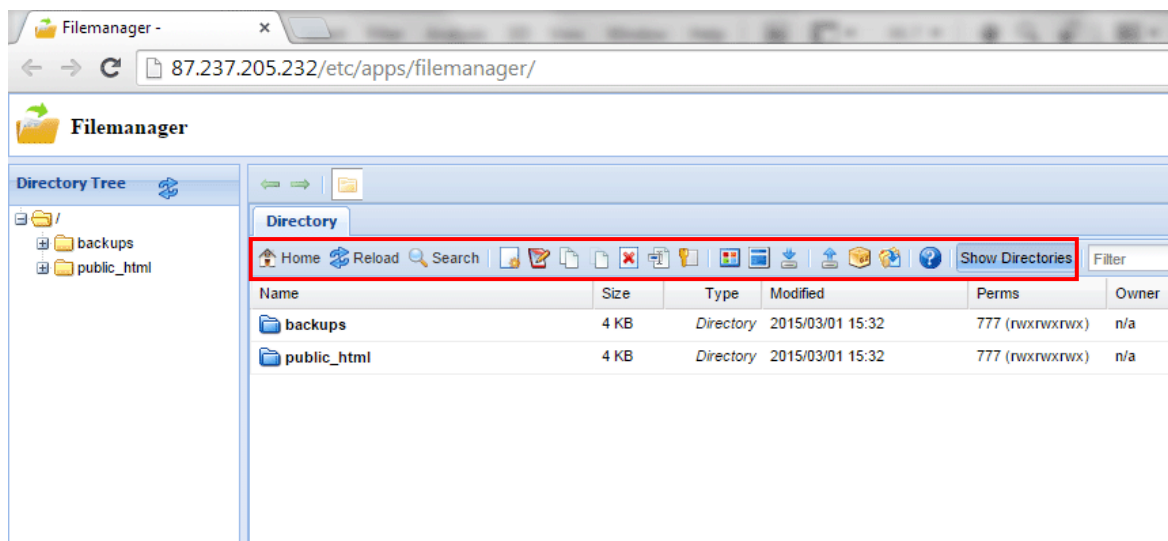 Filemanager -
87.237.205.232/etc/apps/filemanager/
Filemanager
Directory Tree
/
backups
public_html
Directory
Home Reload Search Show Directories Filter
Name Size Type Modified Perms Owner
backups 4 KB Directory 2015/03/01 15:32 777 (rwxrwxrwx) n/a
public_html 4 KB Directory 2015/03/01 15:32 777 (rwxrwxrwx) n/a